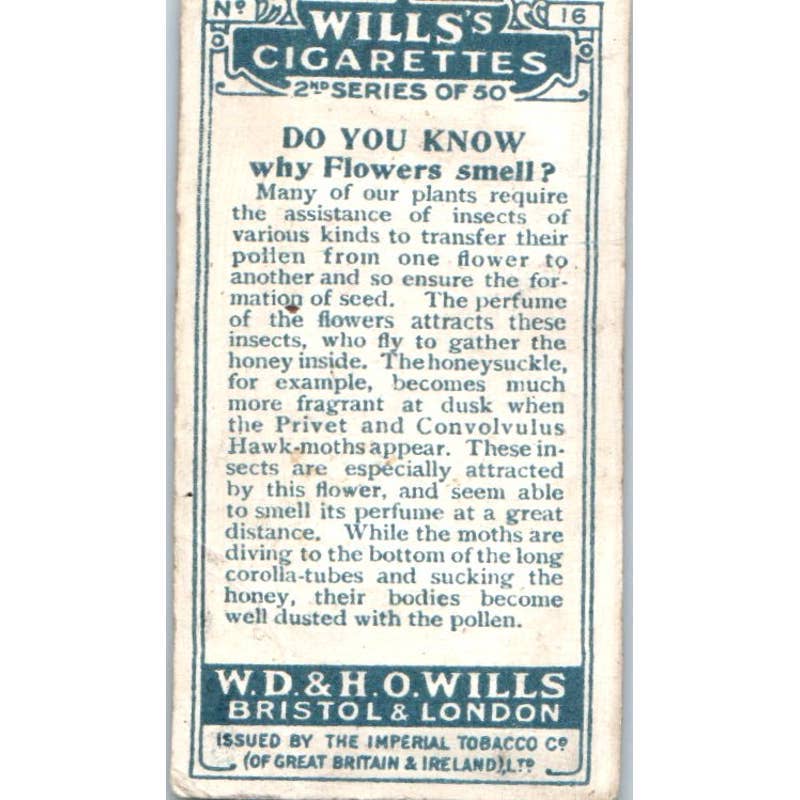 Nº 16
WILLS'S
CIGARETTES
2ND SERIES OF 50
DO YOU KNOW
why Flowers smell?
Many of our plants require
the assistance of insects of
various kinds to transfer their
pollen from one flower to
another and so ensure the for-
mation of seed. The perfume
of the flowers attracts these
insects, who fly to gather the
honey inside. The honeysuckle,
for example, becomes much
more fragrant at dusk when
the Privet and Convolvulus
Hawk-moths appear. These in-
sects are especially attracted
by this flower, and seem able
to smell its perfume at a great
distance. While the moths are
diving to the bottom of the long
corolla-tubes and sucking the
honey, their bodies become
well dusted with the pollen.
W.D. & H.O. WILLS
BRISTOL & LONDON
ISSUED BY THE IMPERIAL TOBACCO Cº
(OF GREAT BRITAIN & IRELAND), LTD